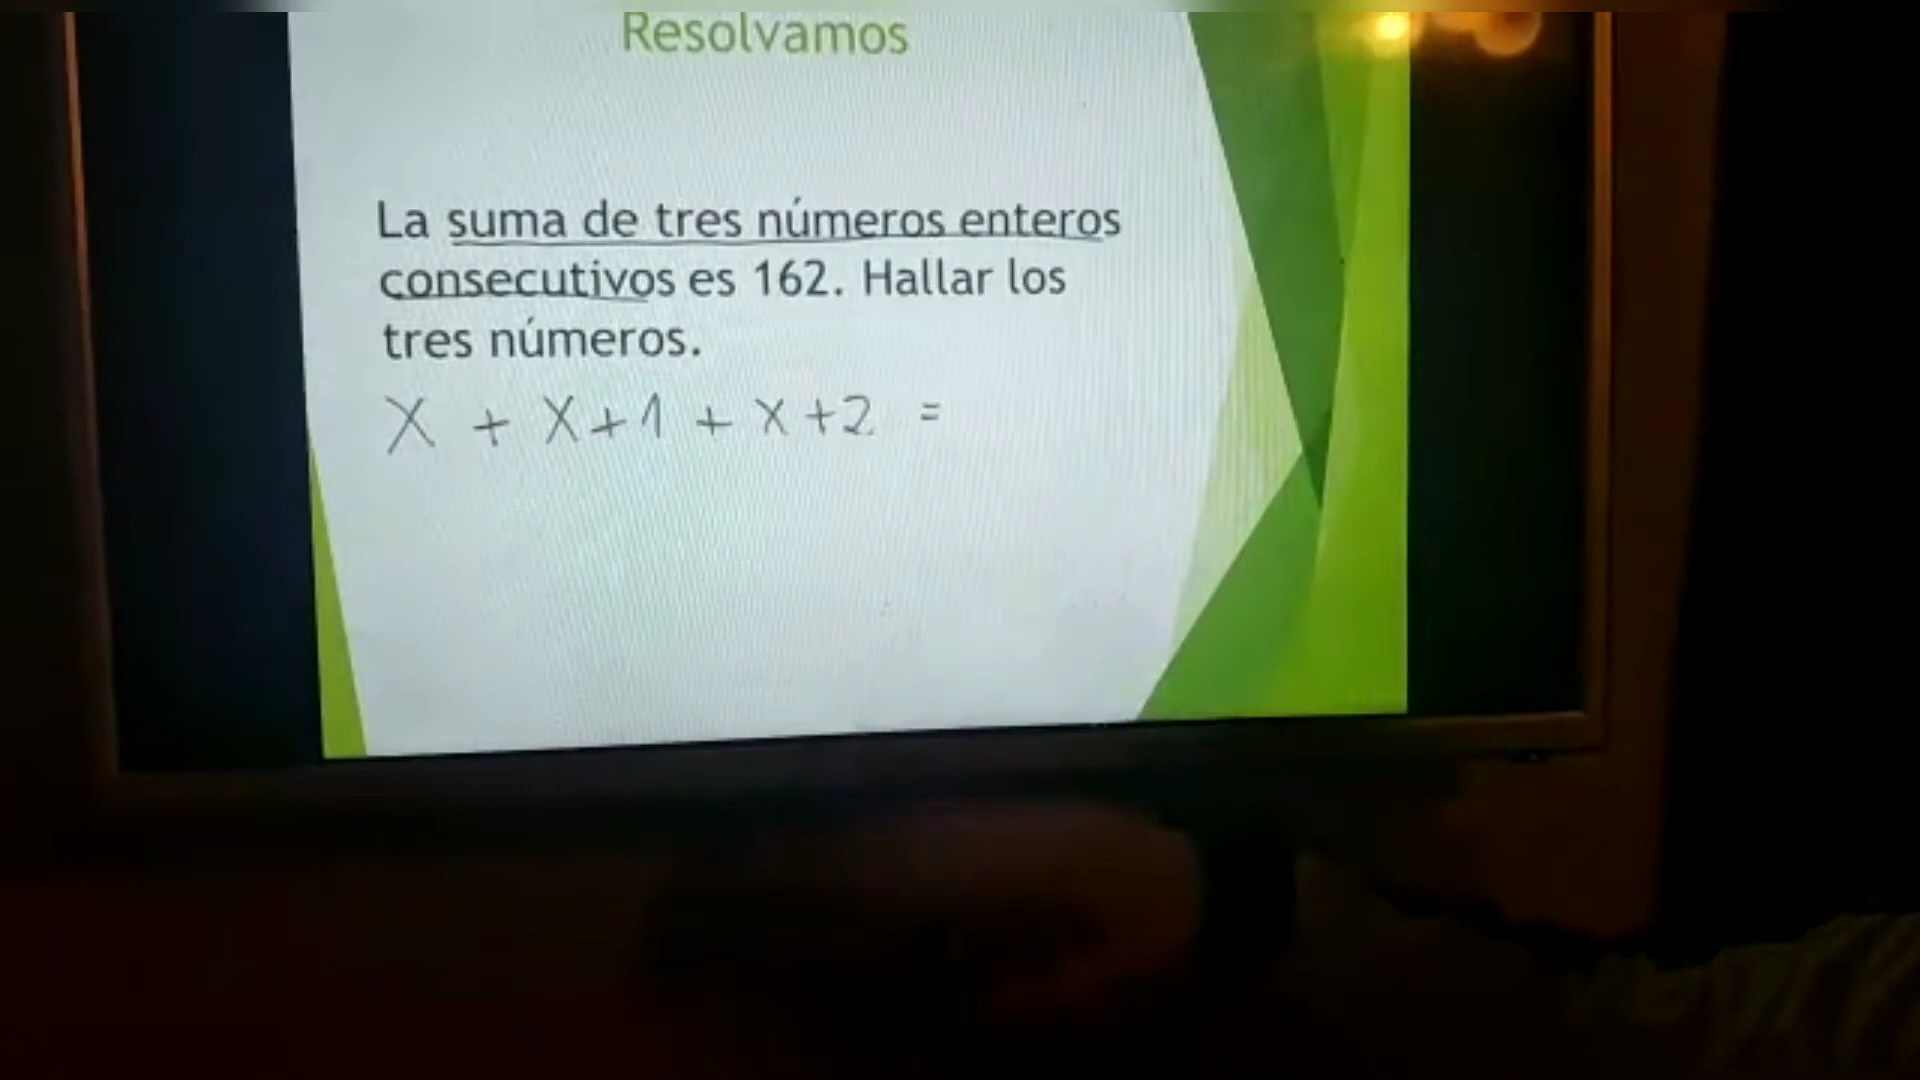 Resolvamos
La suma de tres números enteros
consecutivos es 162. Hallar los
tres números.
X + X+1 + X+2 =